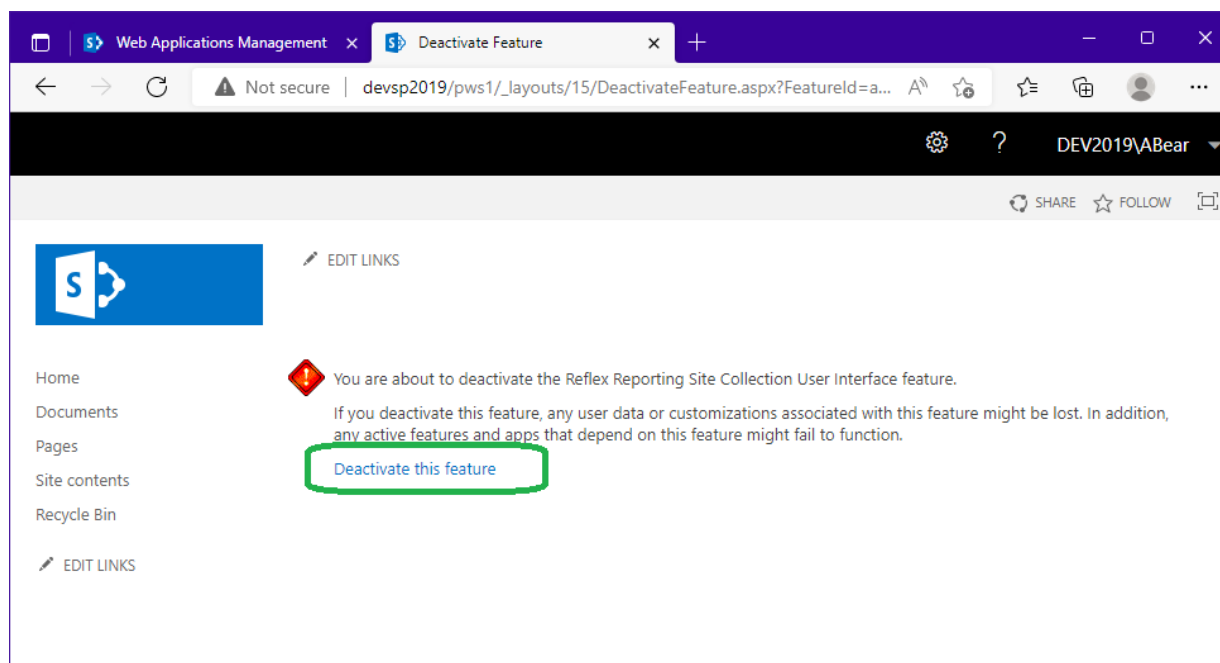 Web Applications Management
Deactivate Feature
Not secure | devsp2019/pws1/_layouts/15/DeactivateFeature.aspx?FeatureId=a...
? DEV2019\ABear
SHARE FOLLOW
S
EDIT LINKS
Home
Documents
Pages
Site contents
Recycle Bin
EDIT LINKS
You are about to deactivate the Reflex Reporting Site Collection User Interface feature.
If you deactivate this feature, any user data or customizations associated with this feature might be lost. In addition,
any active features and apps that depend on this feature might fail to function.
Deactivate this feature